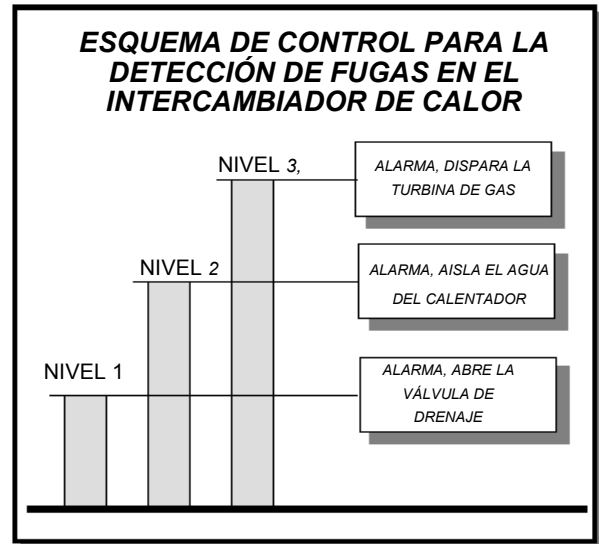 ESQUEMA DE CONTROL PARA LA
DETECCIÓN DE FUGAS EN EL
INTERCAMBIADOR DE CALOR
NIVEL 3,
ALARMA, DISPARA LA
TURBINA DE GAS
NIVEL 2
ALARMA, AISLA EL AGUA
DEL CALENTADOR
NIVEL 1
ALARMA, ABRE LA
VÁLVULA DE
DRENAJE